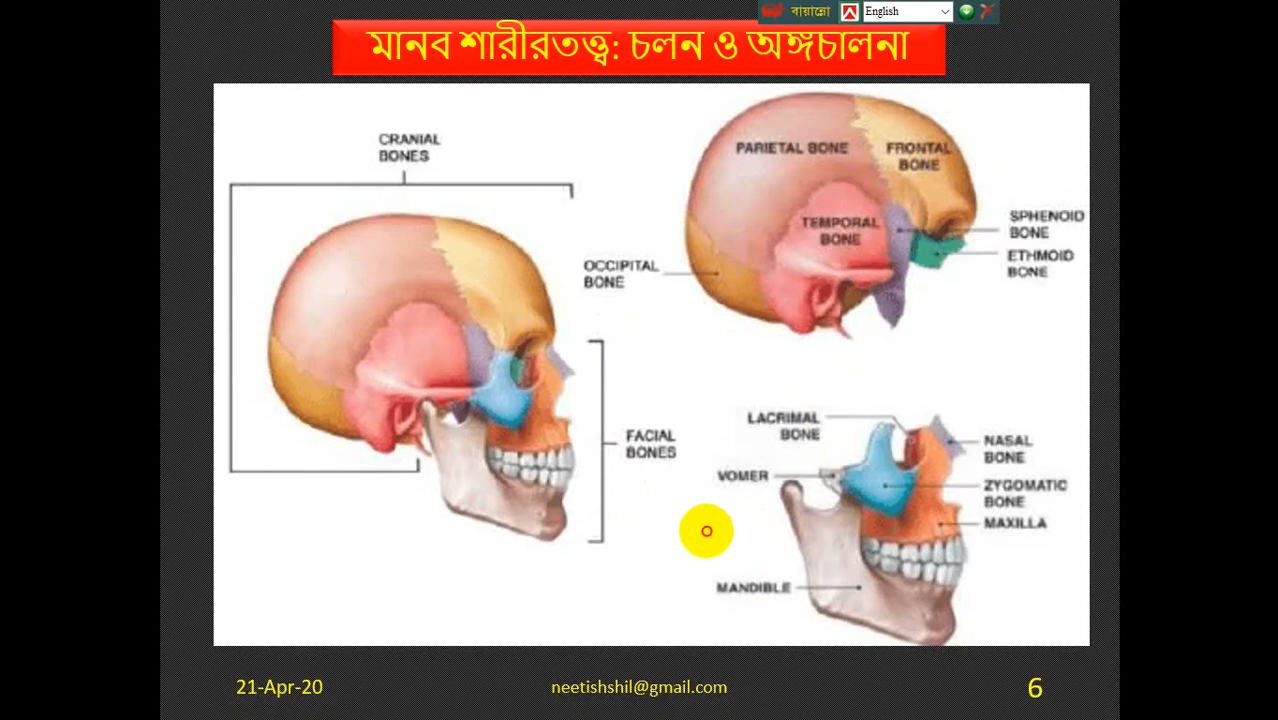 বায়ান্নো English
মানব শারীরতত্ত্ব: চলন ও অঙ্গচালনা
CRANIAL
BONES
OCCIPITAL
BONE
FACIAL
BONES
PARIETAL BONE
FRONTAL
BONE
TEMPORAL
BONE
SPHENOID
BONE
ETHMOID
BONE
LACRIMAL
BONE
VOMER
MANDIBLE
NASAL
BONE
ZYGOMATIC
BONE
MAXILLA
21-Apr-20
neetishshil@gmail.com
6